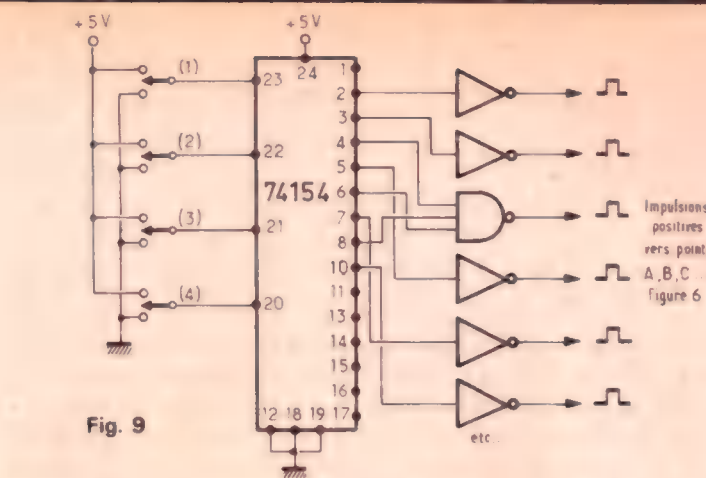 +5V
+5V
(1)
23
24
1
2
3
(2)
22
4
5
74154
6
(3)
21
7
8
10
(4)
20
11
13
14
15
16
17
12 18 19
Impulsions
positives
vers point
A,B,C...
Figure 6
etc...
Fig. 9